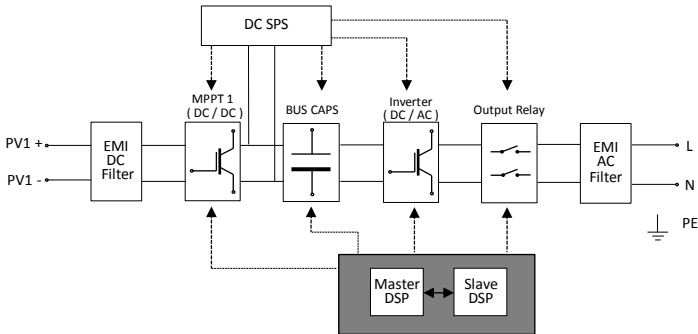 DC SPS
MPPT 1
( DC / DC )
BUS CAPS
Inverter
( DC / AC )
Output Relay
PV1 +
PV1 -
EMI
DC
Filter
EMI
AC
Filter
L
N
PE
Master
DSP
Slave
DSP